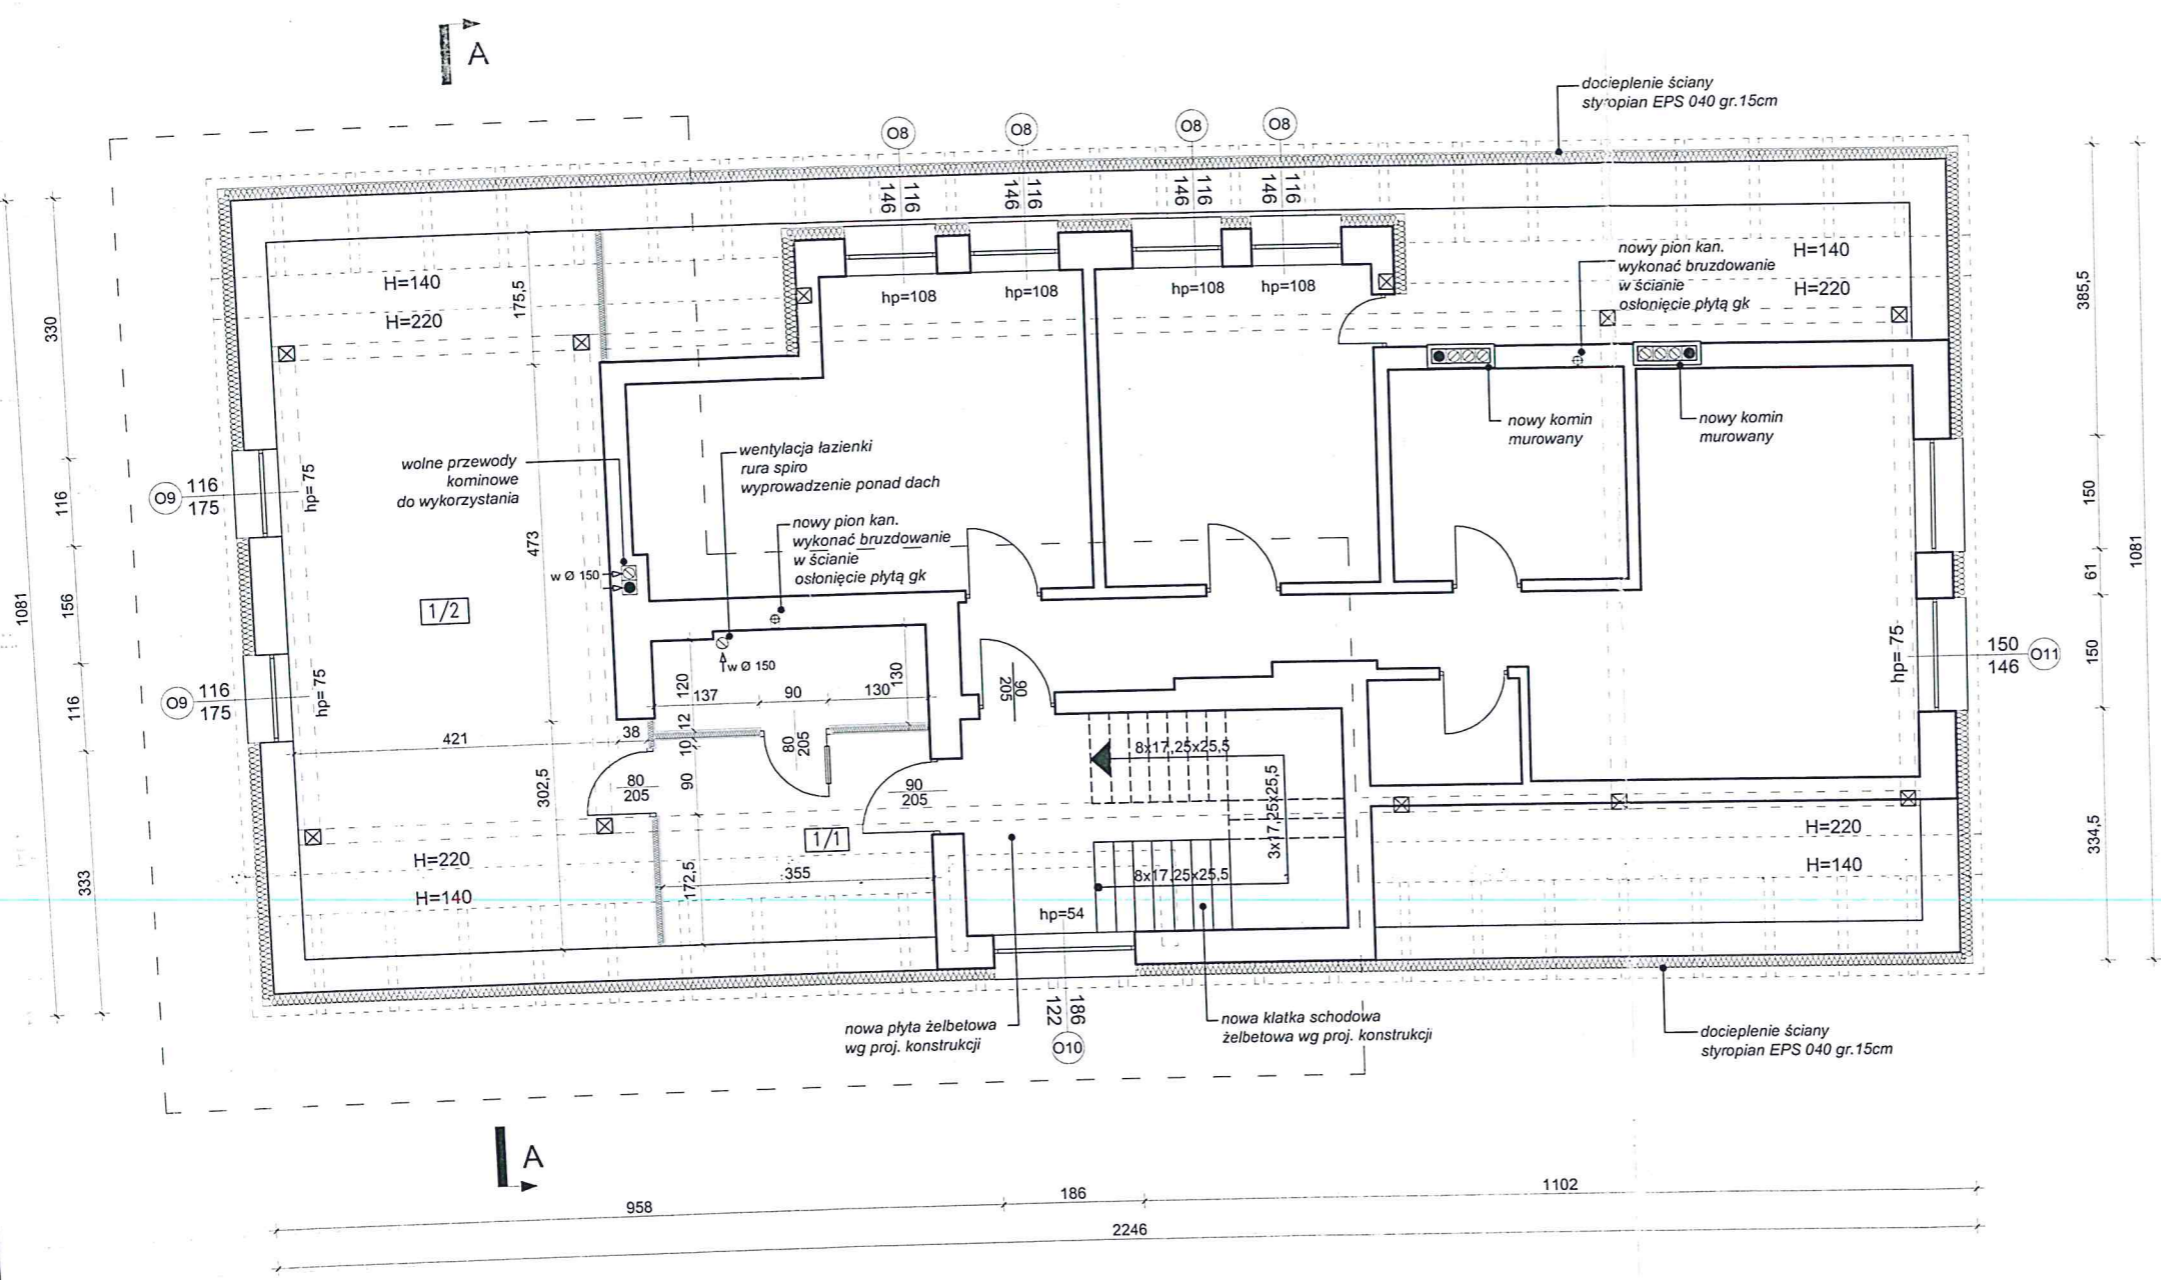 A
docieplenie ściany
styropian EPS 040 gr.15cm
O8
O8
O8
O8
116
146
116
146
116
146
116
146
hp=108
hp=108
hp=108
hp=108
H=140
H=220
175,5
nowy pion kan.
wykonać bruzdowanie
w ścianie
osłonięcie płytą gk
H=140
H=220
330
116
156
116
333
1081
385,5
150
61
150
334,5
1081
nowy komin
murowany
nowy komin
murowany
wolne przewody
kominowe
do wykorzystania
wentylacja łazienki
rura spiro
wyprowadzenie ponad dach
nowy pion kan.
wykonać bruzdowanie
w ścianie
osłonięcie płytą gk
O9
116
175
hp= 75
473
w Ø 150
1/2
w Ø 150
O9
116
175
hp= 75
120
137
90
130
130
12
10
90
38
421
80
205
80
205
90
205
90
205
302,5
172,5
355
1/1
8x17,25x25,5
3x17,25x25,5
8x17,25x25,5
hp=54
hp= 75
150
146
O11
H=220
H=140
H=220
H=140
186
122
O10
nowa płyta żelbetowa
wg proj. konstrukcji
nowa klatka schodowa
żelbetowa wg proj. konstrukcji
docieplenie ściany
styropian EPS 040 gr.15cm
A
958
186
1102
2246